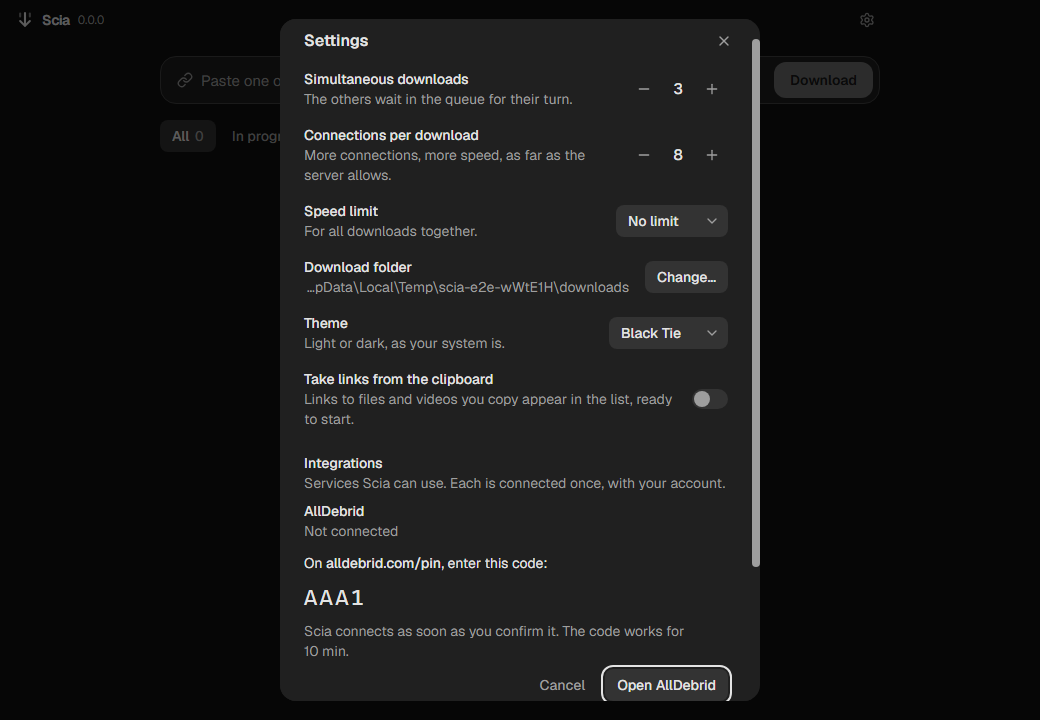 Scia 0.0.0
Settings
Paste one o
Download
All 0
In progr
Simultaneous downloads
The others wait in the queue for their turn.
3
Connections per download
More connections, more speed, as far as the
server allows.
8
Speed limit
For all downloads together.
No limit
Download folder
...pData\Local\Temp\scia-e2e-wWtE1H\downloads
Change...
Theme
Light or dark, as your system is.
Black Tie
Take links from the clipboard
Links to files and videos you copy appear in the list, ready
to start.
Integrations
Services Scia can use. Each is connected once, with your account.
AllDebrid
Not connected
On alldebrid.com/pin, enter this code:
AAA1
Scia connects as soon as you confirm it. The code works for
10 min.
Cancel
Open AllDebrid